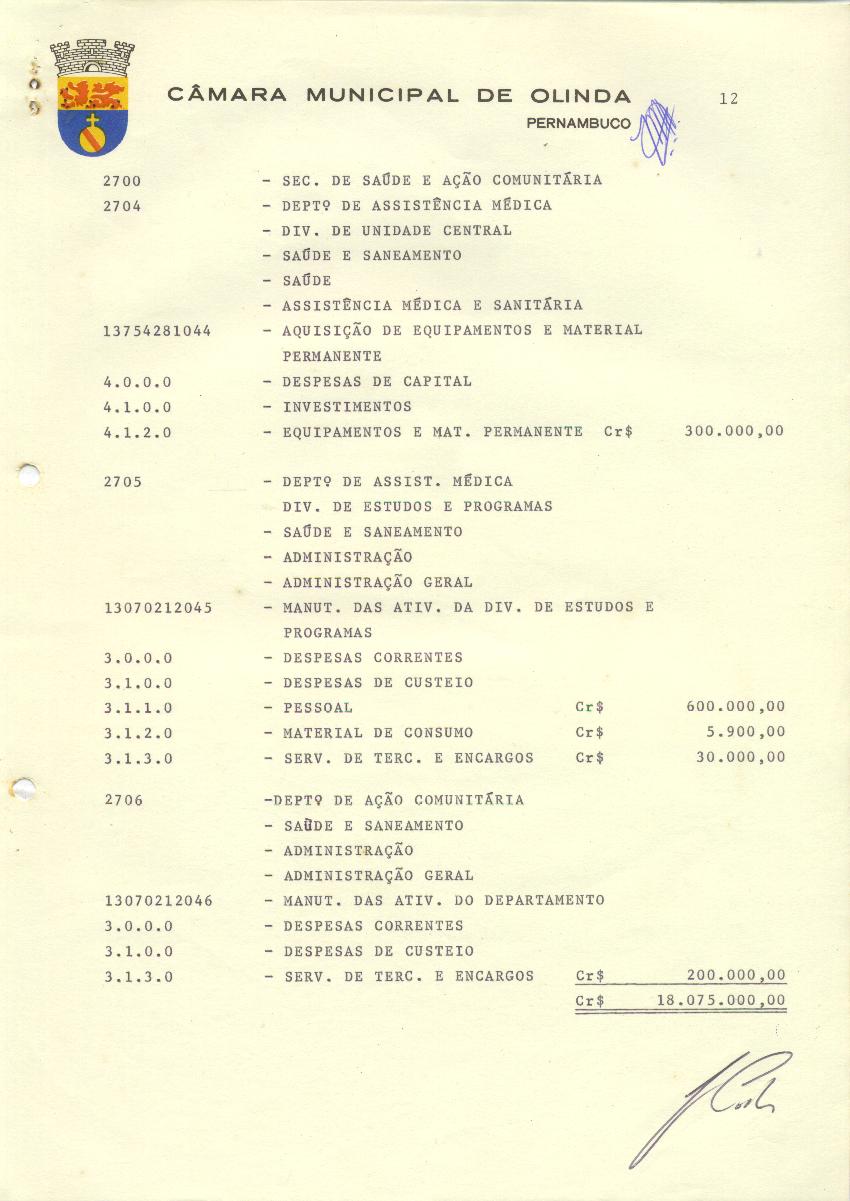 CÂMARA MUNICIPAL DE OLINDA 12
PERNAMBUCO
2700 - SEC. DE SAÚDE E AÇÃO COMUNITÁRIA
2704 - DEPTº DE ASSISTÊNCIA MÉDICA
- DIV. DE UNIDADE CENTRAL
- SAÚDE E SANEAMENTO
- SAÚDE
- ASSISTÊNCIA MÉDICA E SANITÁRIA
13754281044 - AQUISIÇÃO DE EQUIPAMENTOS E MATERIAL
PERMANENTE
4.0.0.0 - DESPESAS DE CAPITAL
4.1.0.0 - INVESTIMENTOS
4.1.2.0 - EQUIPAMENTOS E MAT. PERMANENTE Cr$ 300.000,00
2705 - DEPTº DE ASSIST. MÉDICA
DIV. DE ESTUDOS E PROGRAMAS
- SAÚDE E SANEAMENTO
- ADMINISTRAÇÃO
- ADMINISTRAÇÃO GERAL
13070212045 - MANUT. DAS ATIV. DA DIV. DE ESTUDOS E
PROGRAMAS
3.0.0.0 - DESPESAS CORRENTES
3.1.0.0 - DESPESAS DE CUSTEIO
3.1.1.0 - PESSOAL Cr$ 600.000,00
3.1.2.0 - MATERIAL DE CONSUMO Cr$ 5.900,00
3.1.3.0 - SERV. DE TERC. E ENCARGOS Cr$ 30.000,00
2706 -DEPTº DE AÇÃO COMUNITÁRIA
- SAÚDE E SANEAMENTO
- ADMINISTRAÇÃO
- ADMINISTRAÇÃO GERAL
13070212046 - MANUT. DAS ATIV. DO DEPARTAMENTO
3.0.0.0 - DESPESAS CORRENTES
3.1.0.0 - DESPESAS DE CUSTEIO
3.1.3.0 - SERV. DE TERC. E ENCARGOS Cr$ 200.000,00
Cr$ 18.075.000,00